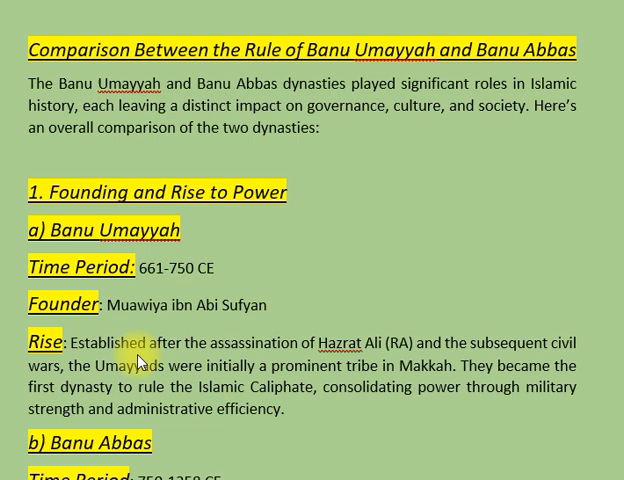 Comparison Between the Rule of Banu Umayyah and Banu Abbas
The Banu Umayyah and Banu Abbas dynasties played significant roles in Islamic
history, each leaving a distinct impact on governance, culture, and society. Here’s
an overall comparison of the two dynasties:
1. Founding and Rise to Power
a) Banu Umayyah
Time Period: 661-750 CE
Founder: Muawiya ibn Abi Sufyan
Rise: Established after the assassination of Hazrat Ali (RA) and the subsequent civil
wars, the Umayyads were initially a prominent tribe in Makkah. They became the
first dynasty to rule the Islamic Caliphate, consolidating power through military
strength and administrative efficiency.
b) Banu Abbas
Time Period: 750-1258 CE